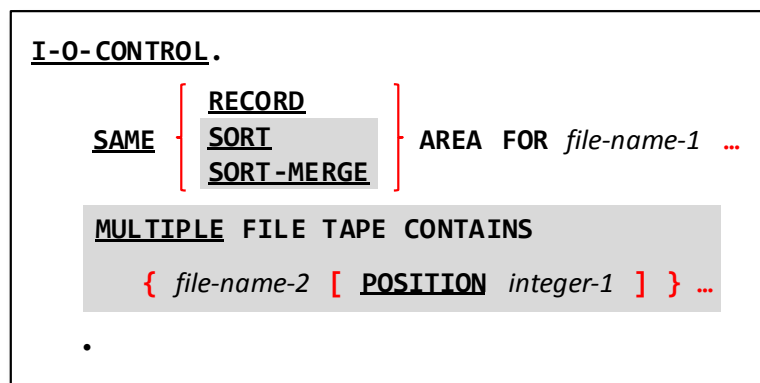 I-O-CONTROL.
RECORD
SAME { SORT } AREA FOR file-name-1 …
SORT-MERGE
MULTIPLE FILE TAPE CONTAINS
{ file-name-2 [ POSITION integer-1 ] } …
.